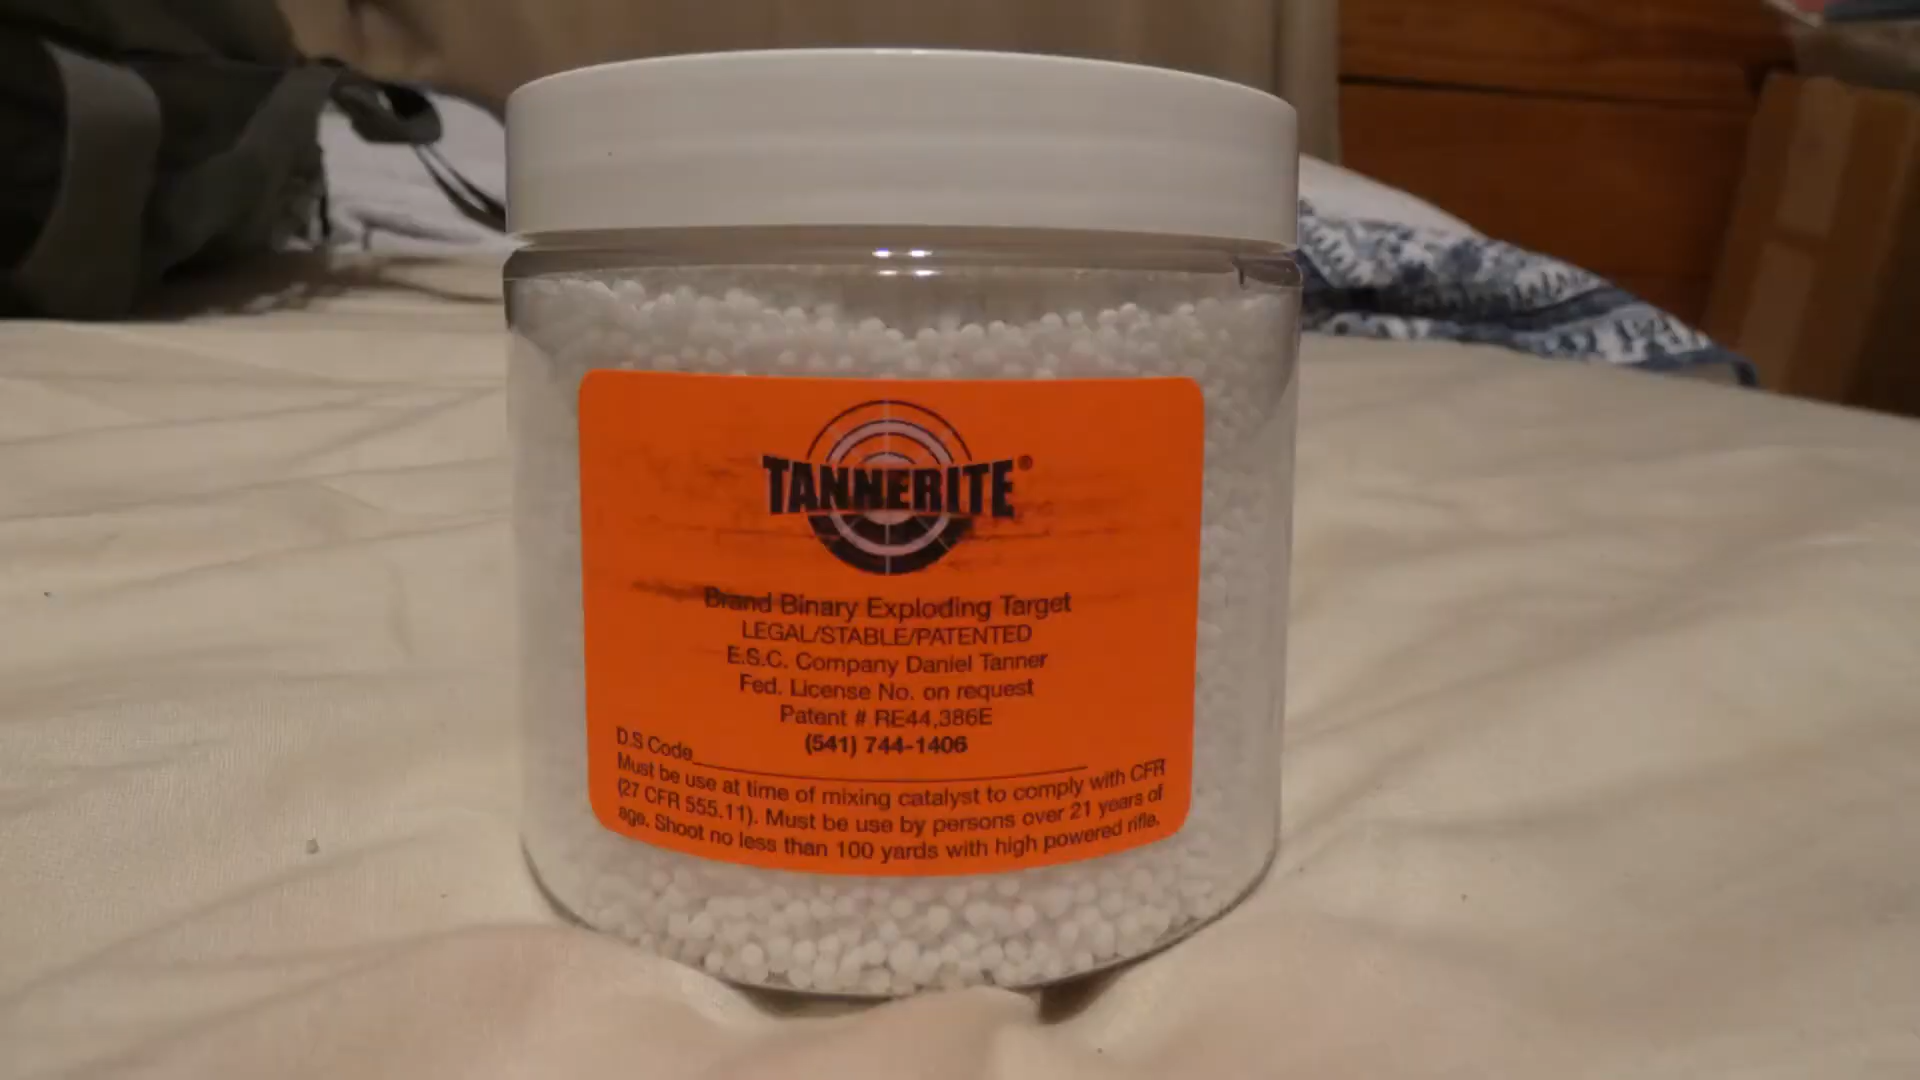 TANNERITE®
Brand Binary Exploding Target
LEGAL/STABLE/PATENTED
E.S.C. Company Daniel Tanner
Fed. License No. on request
Patent # RE44,386E
(541) 744-1406
D.S Code
Must be use at time of mixing catalyst to comply with CFR
(27 CFR 555.11). Must be use by persons over 21 years of
age. Shoot no less than 100 yards with high powered rifle.